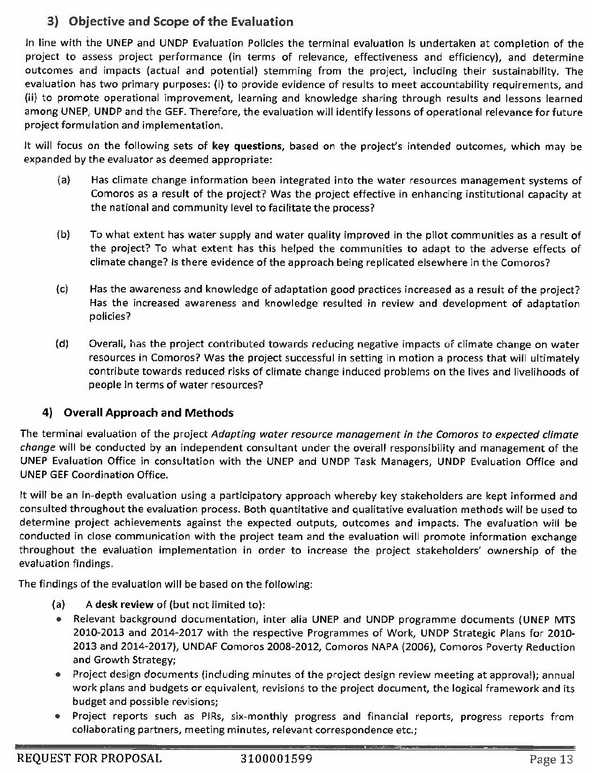 3) Objective and Scope of the Evaluation
In line with the UNEP and UNDP Evaluation Policies the terminal evaluation is undertaken at completion of the
project to assess project performance (in terms of relevance, effectiveness and efficiency), and determine
outcomes and impacts (actual and potential) stemming from the project, including their sustainability. The
evaluation has two primary purposes: (i) to provide evidence of results to meet accountability requirements, and
(ii) to promote operational improvement, learning and knowledge sharing through results and lessons learned
among UNEP, UNDP and the GEF. Therefore, the evaluation will identify lessons of operational relevance for future
project formulation and implementation.
It will focus on the following sets of key questions, based on the project's intended outcomes, which may be
expanded by the evaluator as deemed appropriate:
(a) Has climate change information been integrated into the water resources management systems of
Comoros as a result of the project? Was the project effective in enhancing institutional capacity at
the national and community level to facilitate the process?
(b) To what extent has water supply and water quality improved in the pilot communities as a result of
the project? To what extent has this helped the communities to adapt to the adverse effects of
climate change? Is there evidence of the approach being replicated elsewhere in the Comoros?
(c) Has the awareness and knowledge of adaptation good practices increased as a result of the project?
Has the increased awareness and knowledge resulted in review and development of adaptation
policies?
(d) Overall, has the project contributed towards reducing negative impacts of climate change on water
resources in Comoros? Was the project successful in setting in motion a process that will ultimately
contribute towards reduced risks of climate change induced problems on the lives and livelihoods of
people in terms of water resources?
4) Overall Approach and Methods
The terminal evaluation of the project Adapting water resource management in the Comoros to expected climate
change will be conducted by an independent consultant under the overall responsibility and management of the
UNEP Evaluation Office in consultation with the UNEP and UNDP Task Managers, UNDP Evaluation Office and
UNEP GEF Coordination Office.
It will be an in-depth evaluation using a participatory approach whereby key stakeholders are kept informed and
consulted throughout the evaluation process. Both quantitative and qualitative evaluation methods will be used to
determine project achievements against the expected outputs, outcomes and impacts. The evaluation will be
conducted in close communication with the project team and the evaluation will promote information exchange
throughout the evaluation implementation in order to increase the project stakeholders' ownership of the
evaluation findings.
The findings of the evaluation will be based on the following:
(a) A desk review of (but not limited to):
• Relevant background documentation, inter alia UNEP and UNDP programme documents (UNEP MTS
2010-2013 and 2014-2017 with the respective Programmes of Work, UNDP Strategic Plans for 2010-
2013 and 2014-2017), UNDAF Comoros 2008-2012, Comoros NAPA (2006), Comoros Poverty Reduction
and Growth Strategy;
• Project design documents (including minutes of the project design review meeting at approval); annual
work plans and budgets or equivalent, revisions to the project document, the logical framework and its
budget and possible revisions;
• Project reports such as PIRs, six-monthly progress and financial reports, progress reports from
collaborating partners, meeting minutes, relevant correspondence etc.;
REQUEST FOR PROPOSAL 3100001599 Page 13